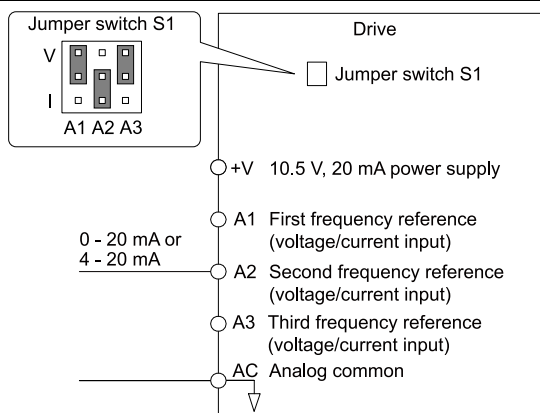 Jumper switch S1
V
I
A1 A2 A3
Drive
Jumper switch S1
+V 10.5 V, 20 mA power supply
A1 First frequency reference
(voltage/current input)
0 - 20 mA or
4 - 20 mA
A2 Second frequency reference
(voltage/current input)
A3 Third frequency reference
(voltage/current input)
AC Analog common